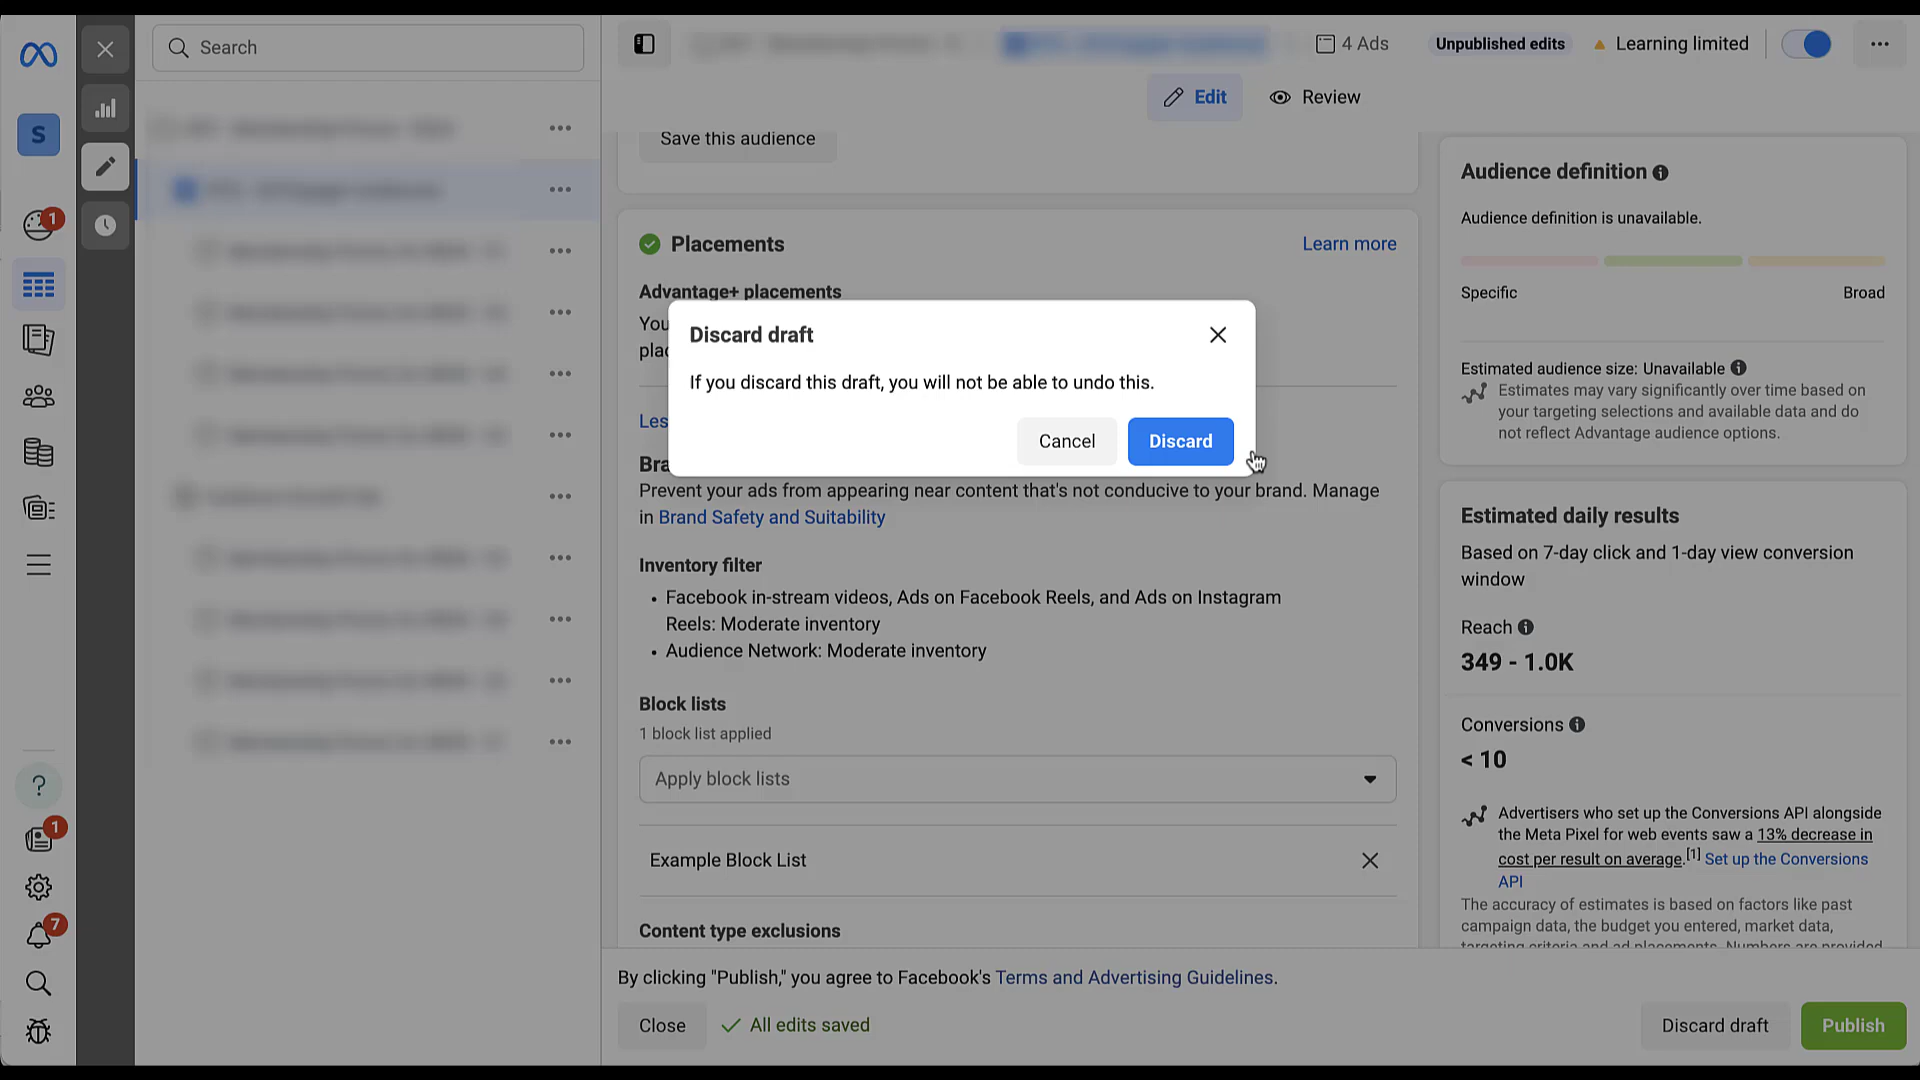 Search
4 Ads
Unpublished edits
Learning limited
Edit
Review
S
1
Save this audience
Placements
Learn more
Advantage+ placements
You
plac
Discard draft
If you discard this draft, you will not be able to undo this.
Cancel
Discard
Les
Bra
Prevent your ads from appearing near content that's not conducive to your brand. Manage
in Brand Safety and Suitability
Inventory filter
• Facebook in-stream videos, Ads on Facebook Reels, and Ads on Instagram
Reels: Moderate inventory
• Audience Network: Moderate inventory
Block lists
1 block list applied
Apply block lists
Example Block List
Content type exclusions
Audience definition
Audience definition is unavailable.
Specific
Broad
Estimated audience size: Unavailable
Estimates may vary significantly over time based on
your targeting selections and available data and do
not reflect Advantage audience options.
Estimated daily results
Based on 7-day click and 1-day view conversion
window
Reach
349 - 1.0K
Conversions
< 10
Advertisers who set up the Conversions API alongside
the Meta Pixel for web events saw a 13% decrease in
cost per result on average.[1] Set up the Conversions
API
The accuracy of estimates is based on factors like past
campaign data, the budget you entered, market data,
targeting criteria and ad placements. Numbers are provided
?
1
7
By clicking "Publish," you agree to Facebook's Terms and Advertising Guidelines.
Close
All edits saved
Discard draft
Publish